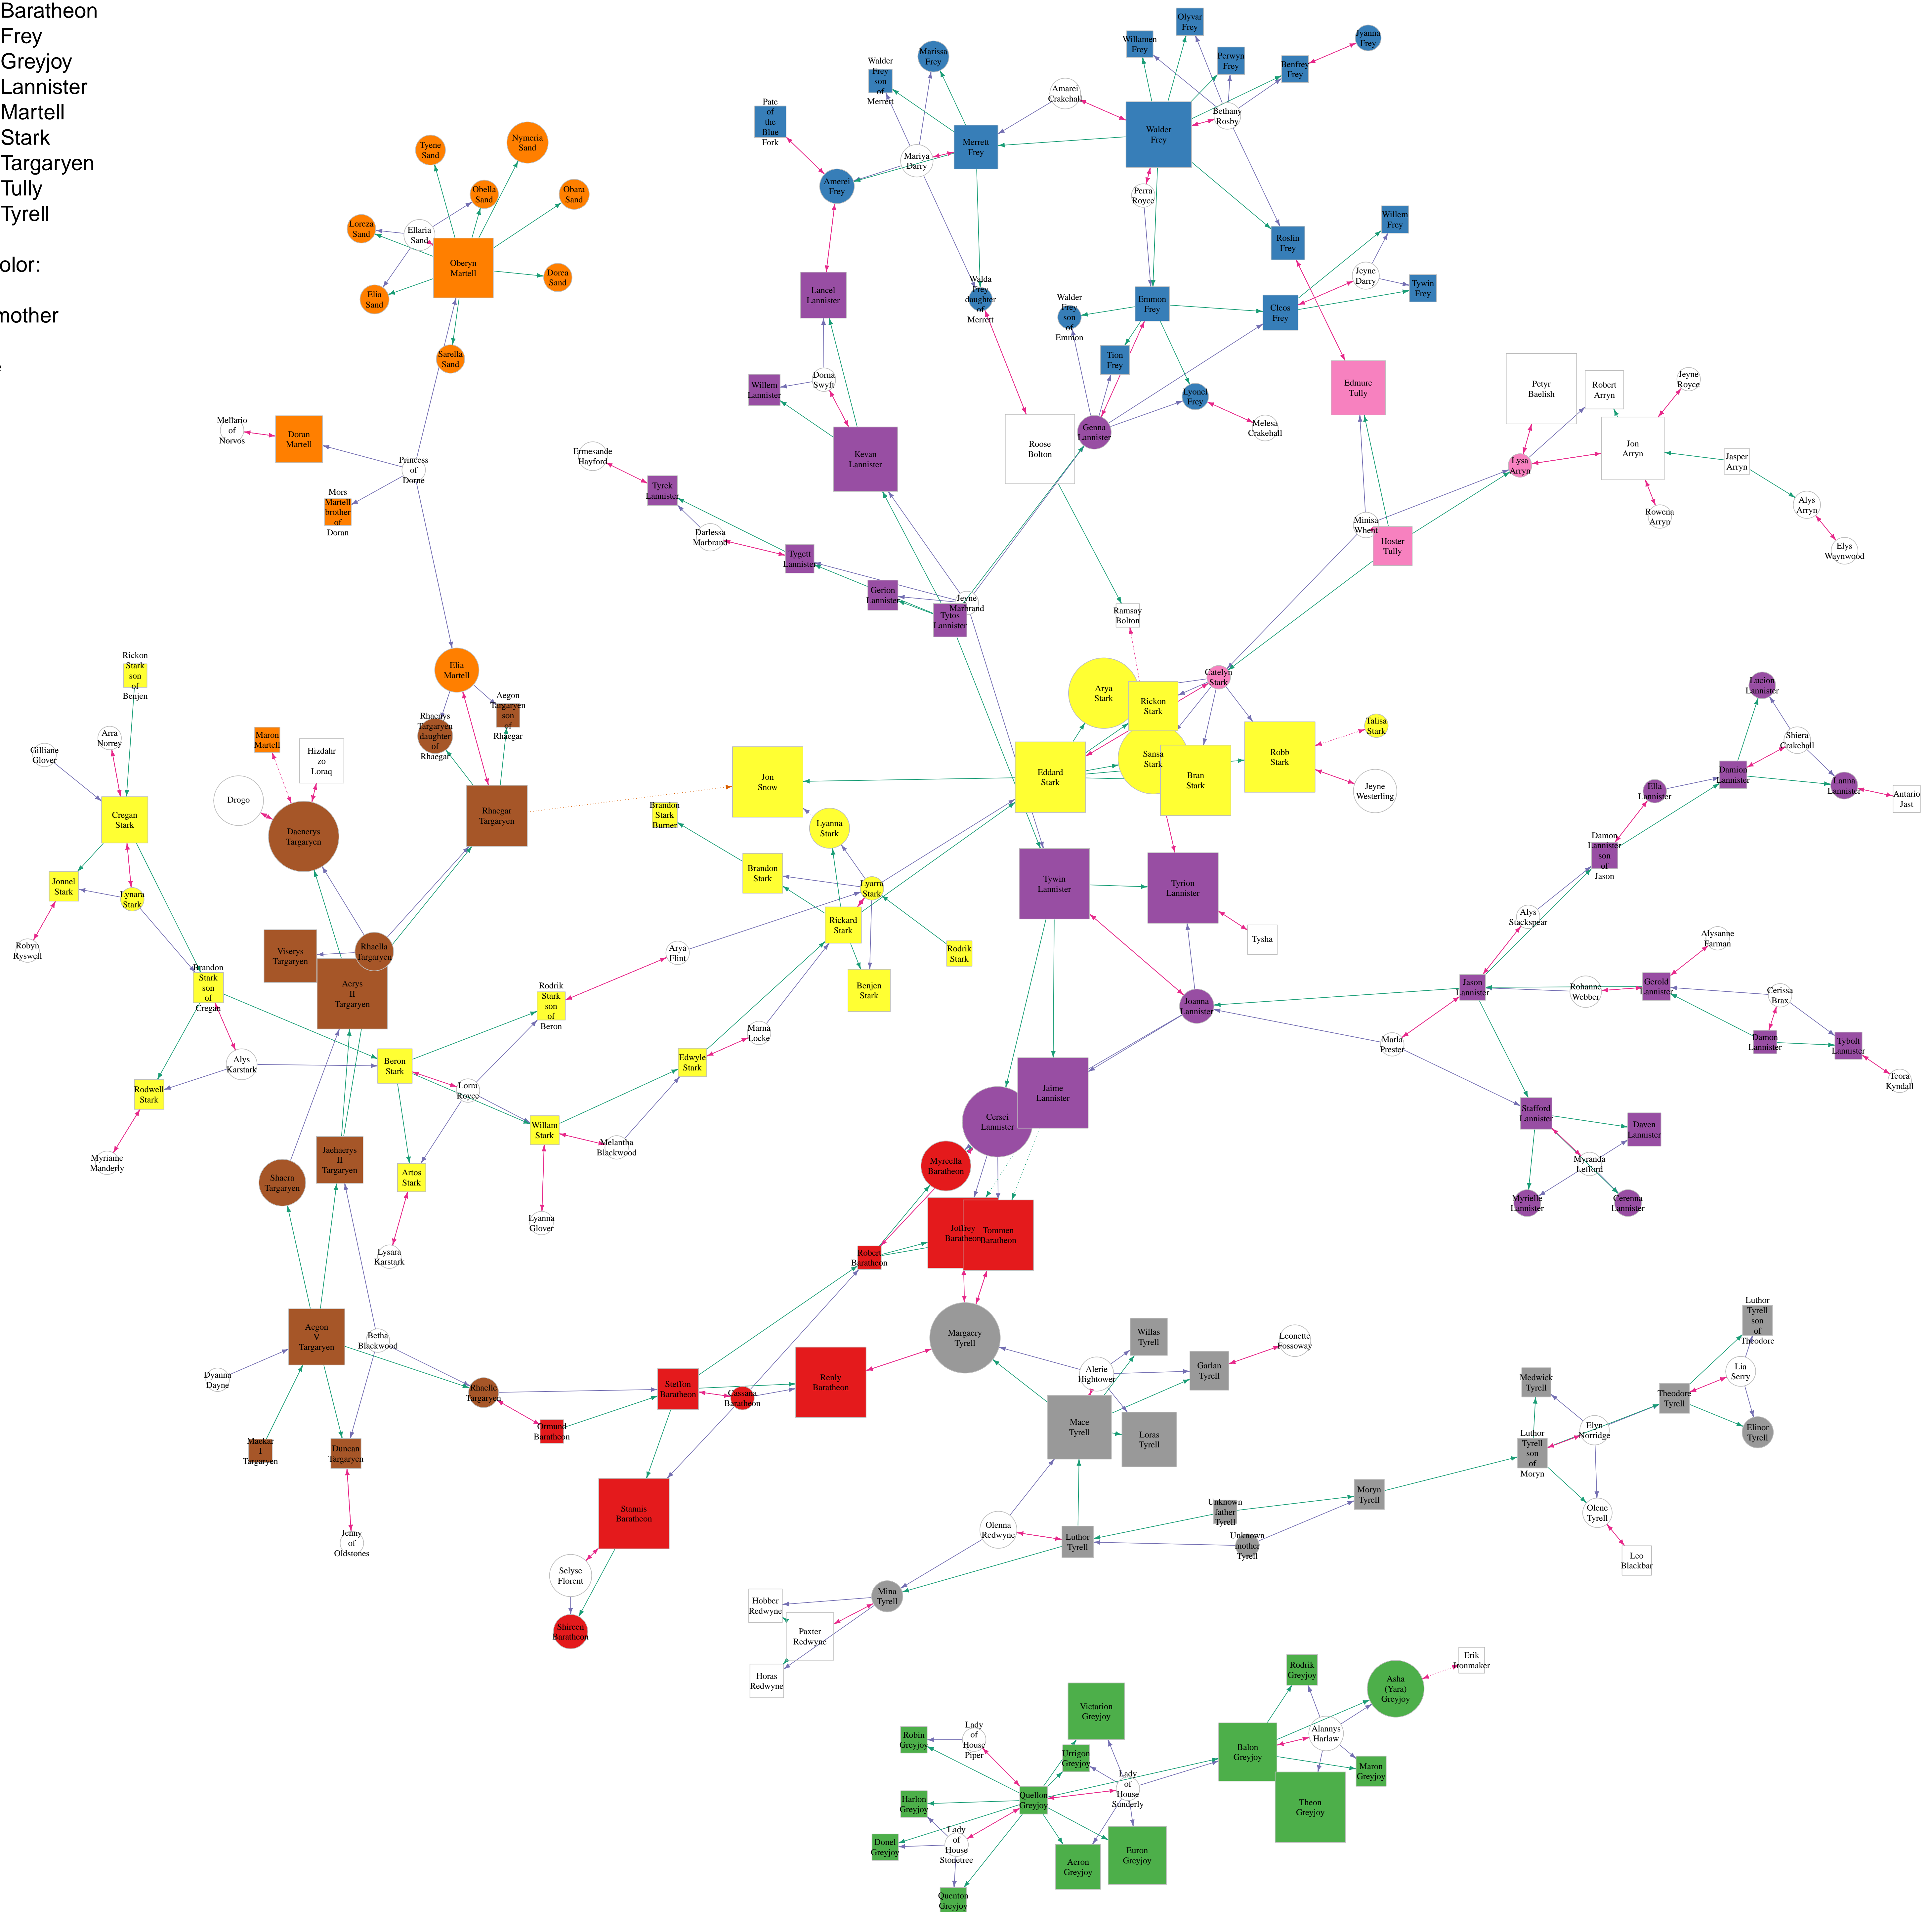 Baratheon
Frey
Greyjoy
Lannister
Martell
Stark
Targaryen
Tully
Tyrell
olor:
mother
Olyvar
Frey
Willamen
Frey
Perwyn
Frey
Benfrey
Frey
Jyanna
Frey
Marissa
Frey
Walder
Frey
son
of
Merrett
Pate
of
the
Blue
Fork
Amarei
Crakehall
Bethany
Rosby
Walder
Frey
Merrett
Frey
Mariya
Darry
Amerei
Frey
Perra
Royce
Roslin
Frey
Willem
Frey
Jeyne
Darry
Tywin
Frey
Cleos
Frey
Emmon
Frey
Walder
Frey
son
of
Emmon
Walda
Frey
daughter
of
Merrett
Tion
Frey
Lyonel
Frey
Melesa
Crakehall
Genna
Lannister
Tyene
Sand
Nymeria
Sand
Obella
Sand
Obara
Sand
Loreza
Sand
Ellaria
Sand
Oberyn
Martell
Dorea
Sand
Elia
Sand
Sarella
Sand
Mellario
of
Norvos
Doran
Martell
Princess
of
Dorne
Mors
Martell
brother
of
Doran
Lancel
Lannister
Willem
Lannister
Dorna
Swyft
Kevan
Lannister
Roose
Bolton
Edmure
Tully
Petyr
Baelish
Robert
Arryn
Jeyne
Royce
Jon
Arryn
Lysa
Arryn
Jasper
Arryn
Rowena
Arryn
Alys
Arryn
Elys
Waynwood
Minisa
Whent
Hoster
Tully
Ermesande
Hayford
Tyrek
Lannister
Darlessa
Marbrand
Tygett
Lannister
Gerion
Lannister
Jeyne
Marbrand
Tytos
Lannister
Ramsay
Bolton
Elia
Martell
Aegon
Targaryen
son
of
Rhaegar
Rhaenys
Targaryen
daughter
of
Rhaegar
Rickon
Stark
son
of
Benjen
Arra
Norrey
Gilliane
Glover
Maron
Martell
Hizdahr
zo
Loraq
Drogo
Daenerys
Targaryen
Rhaegar
Targaryen
Cregan
Stark
Jonnel
Stark
Lynara
Stark
Robyn
Ryswell
Brandon
Stark
son
of
Cregan
Viserys
Targaryen
Rhaella
Targaryen
Aerys
II
Targaryen
Arya
Stark
Catelyn
Stark
Rickon
Stark
Sansa
Stark
Bran
Stark
Robb
Stark
Talisa
Stark
Jeyne
Westerling
Eddard
Stark
Jon
Snow
Brandon
Stark
Burner
Lyanna
Stark
Brandon
Stark
Lyarra
Stark
Rickard
Stark
Rodrik
Stark
Benjen
Stark
Arya
Flint
Tywin
Lannister
Tyrion
Lannister
Tysha
Lucion
Lannister
Shiera
Crakehall
Damion
Lannister
Lanna
Lannister
Antario
Jast
Ella
Lannister
Damon
Lannister
son
of
Jason
Alys
Stackspear
Alysanne
Farman
Jason
Lannister
Rohanne
Webber
Gerold
Lannister
Cerissa
Brax
Damon
Lannister
Tybolt
Lannister
Teora
Kyndall
Joanna
Lannister
Marla
Prester
Stafford
Lannister
Daven
Lannister
Myranda
Lefford
Myrielle
Lannister
Cerenna
Lannister
Rodrik
Stark
son
of
Beron
Marna
Locke
Edwyle
Stark
Alys
Karstark
Beron
Stark
Rodwell
Stark
Lorra
Royce
Willam
Stark
Melantha
Blackwood
Myriame
Manderly
Artos
Stark
Lysara
Karstark
Lyanna
Glover
Jaehaerys
II
Targaryen
Shaera
Targaryen
Jaime
Lannister
Cersei
Lannister
Myrcella
Baratheon
Joffrey
Baratheon
Tommen
Baratheon
Robert
Baratheon
Aegon
V
Targaryen
Betha
Blackwood
Dyanna
Dayne
Rhaelle
Targaryen
Maekar
I
Targaryen
Duncan
Targaryen
Jenny
of
Oldstones
Ormund
Baratheon
Steffon
Baratheon
Cassana
Baratheon
Renly
Baratheon
Stannis
Baratheon
Selyse
Florent
Shireen
Baratheon
Margaery
Tyrell
Willas
Tyrell
Leonette
Fossoway
Garlan
Tyrell
Alerie
Hightower
Mace
Tyrell
Loras
Tyrell
Olenna
Redwyne
Luthor
Tyrell
Unknown
father
Tyrell
Unknown
mother
Tyrell
Moryn
Tyrell
Luthor
Tyrell
son
of
Moryn
Medwick
Tyrell
Elyn
Norridge
Theodore
Tyrell
Luthor
Tyrell
son
of
Theodore
Lia
Serry
Elinor
Tyrell
Olene
Tyrell
Leo
Blackbar
Mina
Tyrell
Hobber
Redwyne
Paxter
Redwyne
Horas
Redwyne
Rodrik
Greyjoy
Asha
(Yara)
Greyjoy
Erik
Ironmaker
Victarion
Greyjoy
Alannys
Harlaw
Balon
Greyjoy
Maron
Greyjoy
Theon
Greyjoy
Robin
Greyjoy
Lady
of
House
Piper
Urrigon
Greyjoy
Lady
of
House
Sunderly
Quellon
Greyjoy
Harlon
Greyjoy
Donel
Greyjoy
Lady
of
House
Stonetree
Aeron
Greyjoy
Euron
Greyjoy
Quenton
Greyjoy